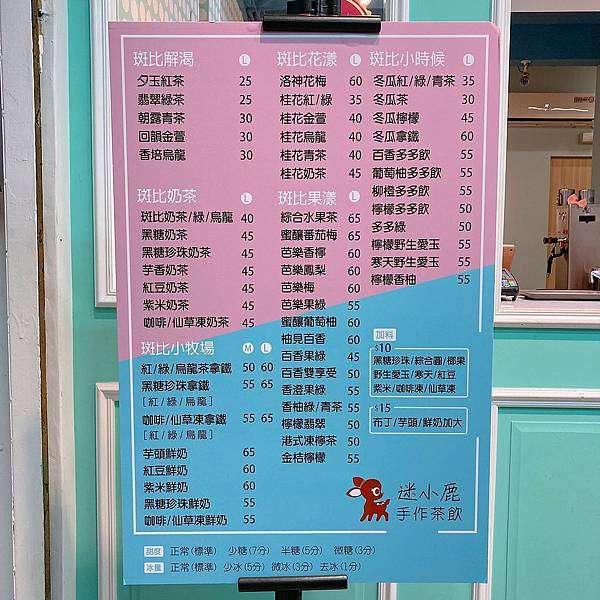 斑比解渴 L
夕玉紅茶 25
翡翠綠茶 25
朝露青茶 30
回韻金萱 30
香焙烏龍 30
斑比奶茶 L
斑比奶茶/綠/烏龍 40
黑糖奶茶 45
黑糖珍珠奶茶 45
芋香奶茶 45
紅豆奶茶 45
紫米奶茶 45
咖啡/仙草凍奶茶 45
斑比小牧場 M L
紅/綠/烏龍茶拿鐵 50 60
黑糖珍珠拿鐵 55 65
[紅/綠/烏龍]
咖啡/仙草凍拿鐵 55 65
[紅/綠/烏龍]
芋頭鮮奶 65
紅豆鮮奶 60
紫米鮮奶 60
黑糖珍珠鮮奶 55
咖啡/仙草凍鮮奶 55
斑比花漾 L
洛神花梅 60
桂花紅/綠 35
桂花金萱 40
桂花烏龍 40
桂花青茶 40
桂花奶茶 45
斑比果漾 L
綜合水果茶 65
蜜釀番茄梅 65
芭樂香檸 60
芭樂鳳梨 60
芭樂梅 60
芭樂果綠 55
蜜釀葡萄柚 60
柚見百香 60
百香果綠 45
百香雙享受 50
香澄果綠 55
香柚綠/青茶 55
檸檬翡翠 50
港式凍檸茶 50
金桔檸檬 55
斑比小時候 L
冬瓜紅/綠/青茶 35
冬瓜茶 30
冬瓜檸檬 45
冬瓜拿鐵 60
百香多多飲 55
葡萄柚多多飲 55
柳橙多多飲 55
檸檬多多飲 50
多多綠 50
檸檬野生愛玉 55
寒天野生愛玉 55
檸檬香柚 55
加料
$10
黑糖珍珠/綜合圓/椰果
野生愛玉/寒天/紅豆
紫米/咖啡凍/仙草凍
$15
布丁/芋頭/鮮奶加大
迷小鹿
手作茶飲
甜度 正常(標準) 少糖(7分) 半糖(5分) 微糖(3分)
冰量 正常(標準) 少冰(5分) 微冰(3分) 去冰(1分)